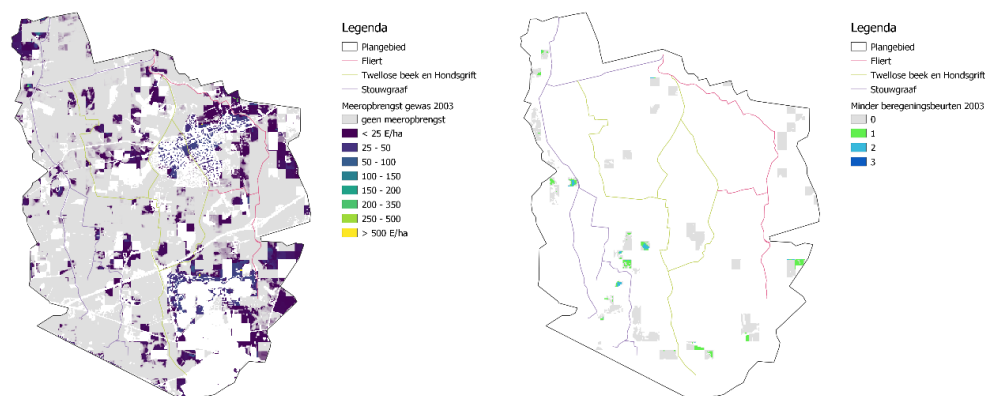 Legenda
Plangebied
Fliert
Twellose beek en Hondsgrift
Stouwgraaf
Meeropbrengst gewas 2003
geen meeropbrengst
< 25 E/ha
25 - 50
50 - 100
100 - 150
150 - 200
200 - 350
250 - 500
> 500 E/ha
Legenda
Plangebied
Fliert
Twellose beek en Hondsgrift
Stouwgraaf
Minder beregeningsbeurten 2003
0
1
2
3